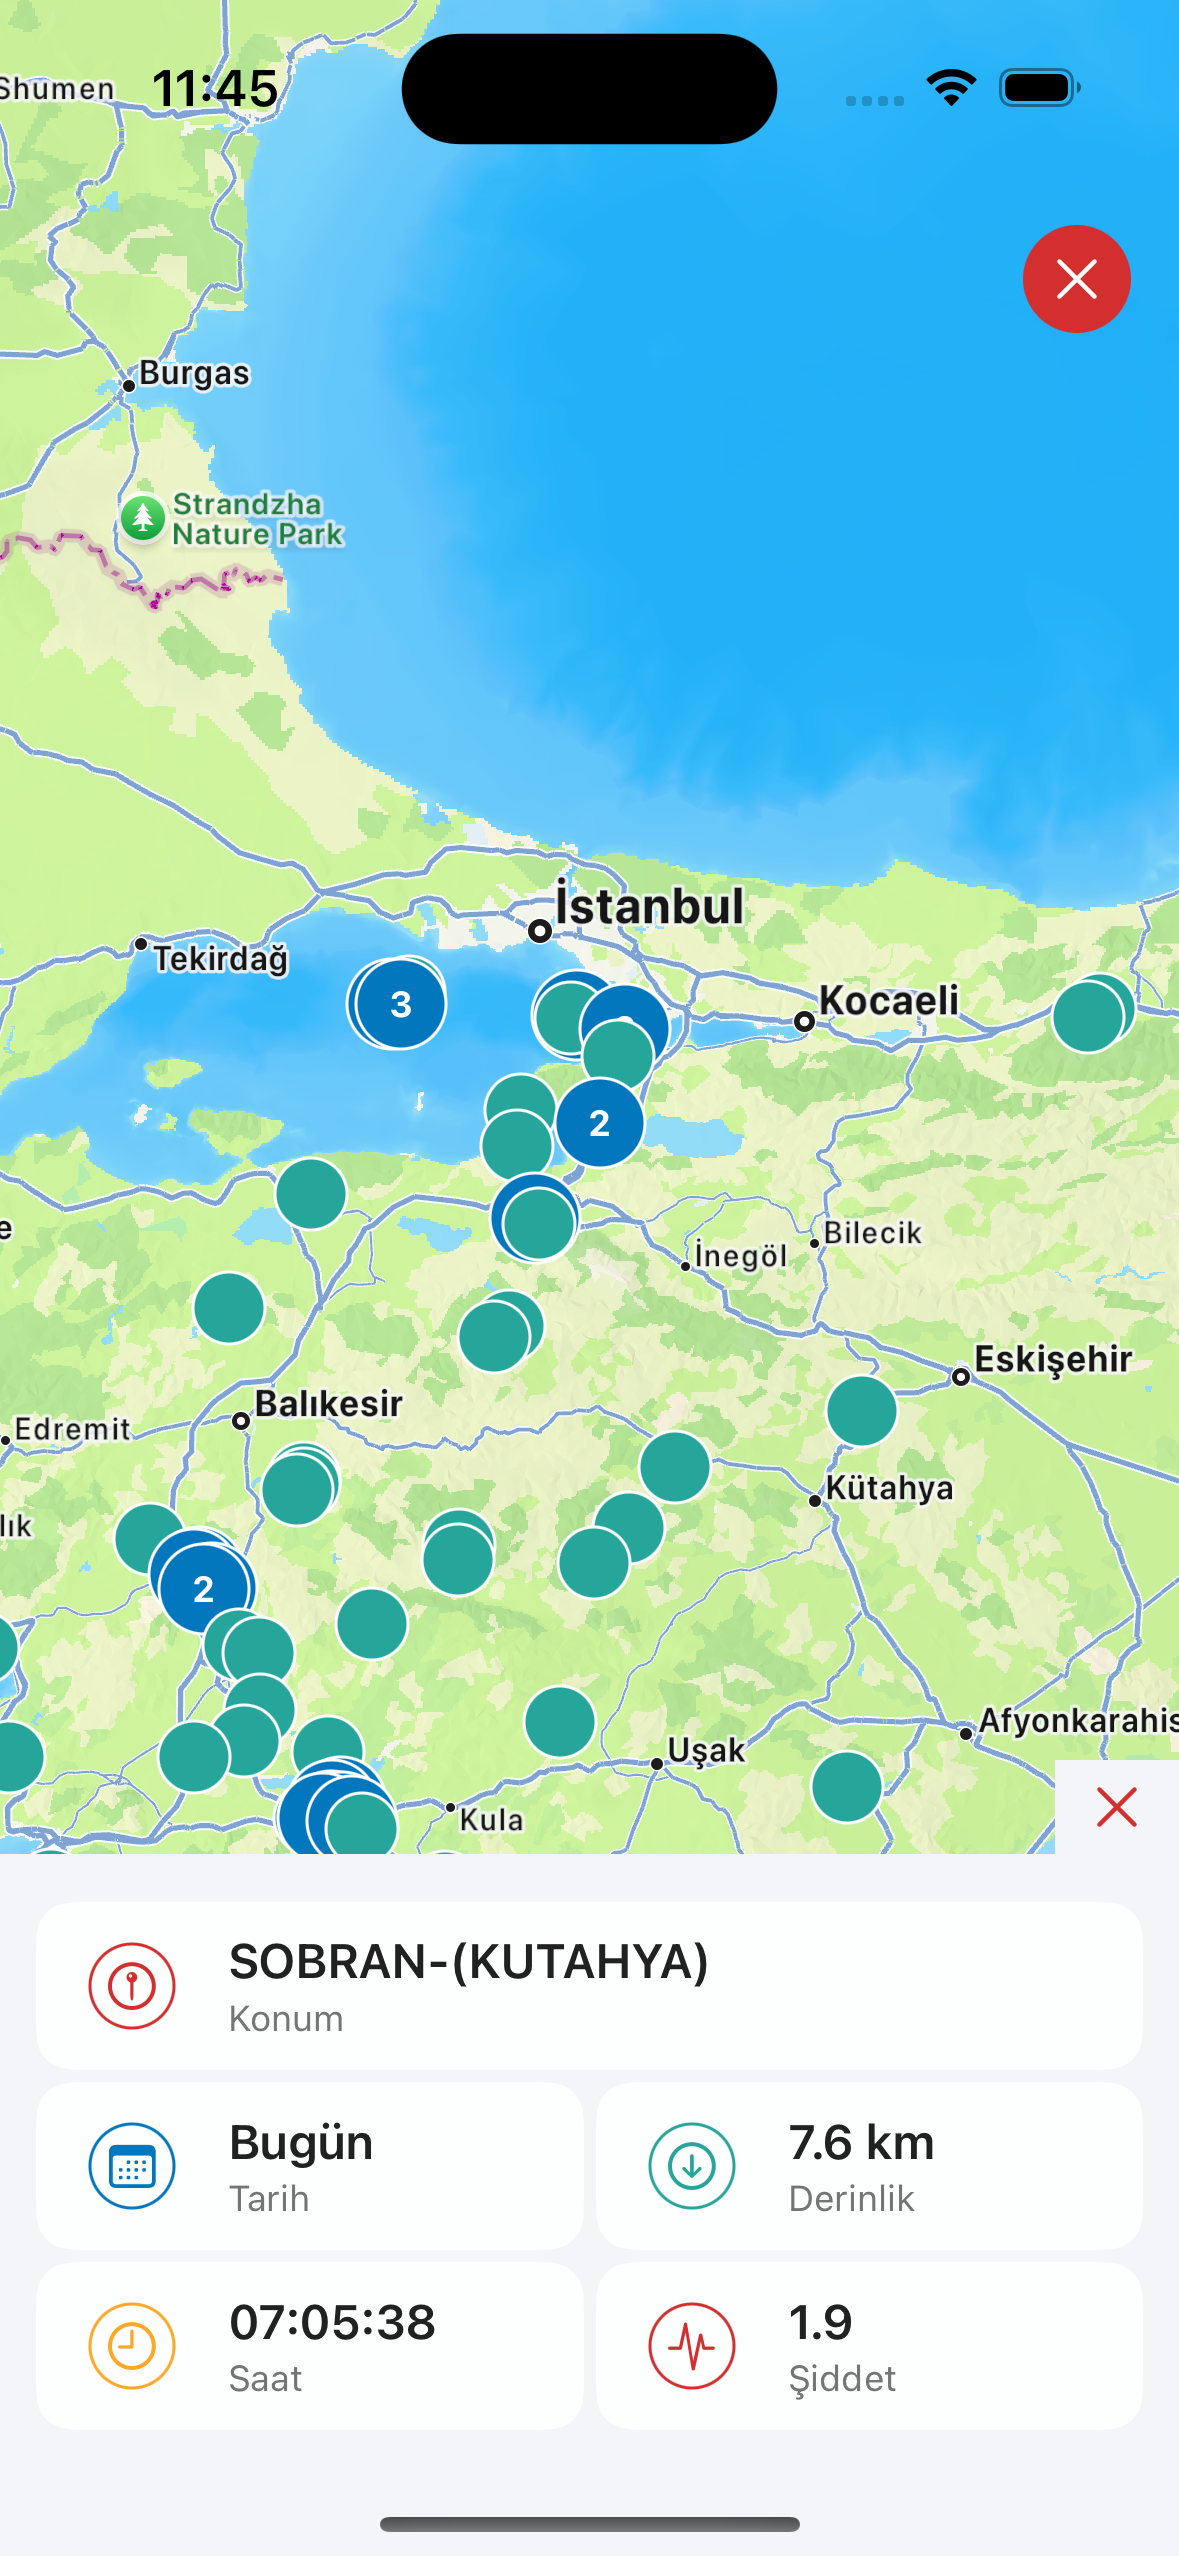 Shumen
11:45
Burgas
Strandzha
Nature Park
İstanbul
Tekirdağ
3
Kocaeli
2
Bilecik
İnegöl
Eskişehir
Balıkesir
Edremit
Kütahya
2
Afyonkarahis
Uşak
Kula
SOBRAN-(KUTAHYA)
Konum
Bugün
Tarih
7.6 km
Derinlik
07:05:38
Saat
1.9
Şiddet